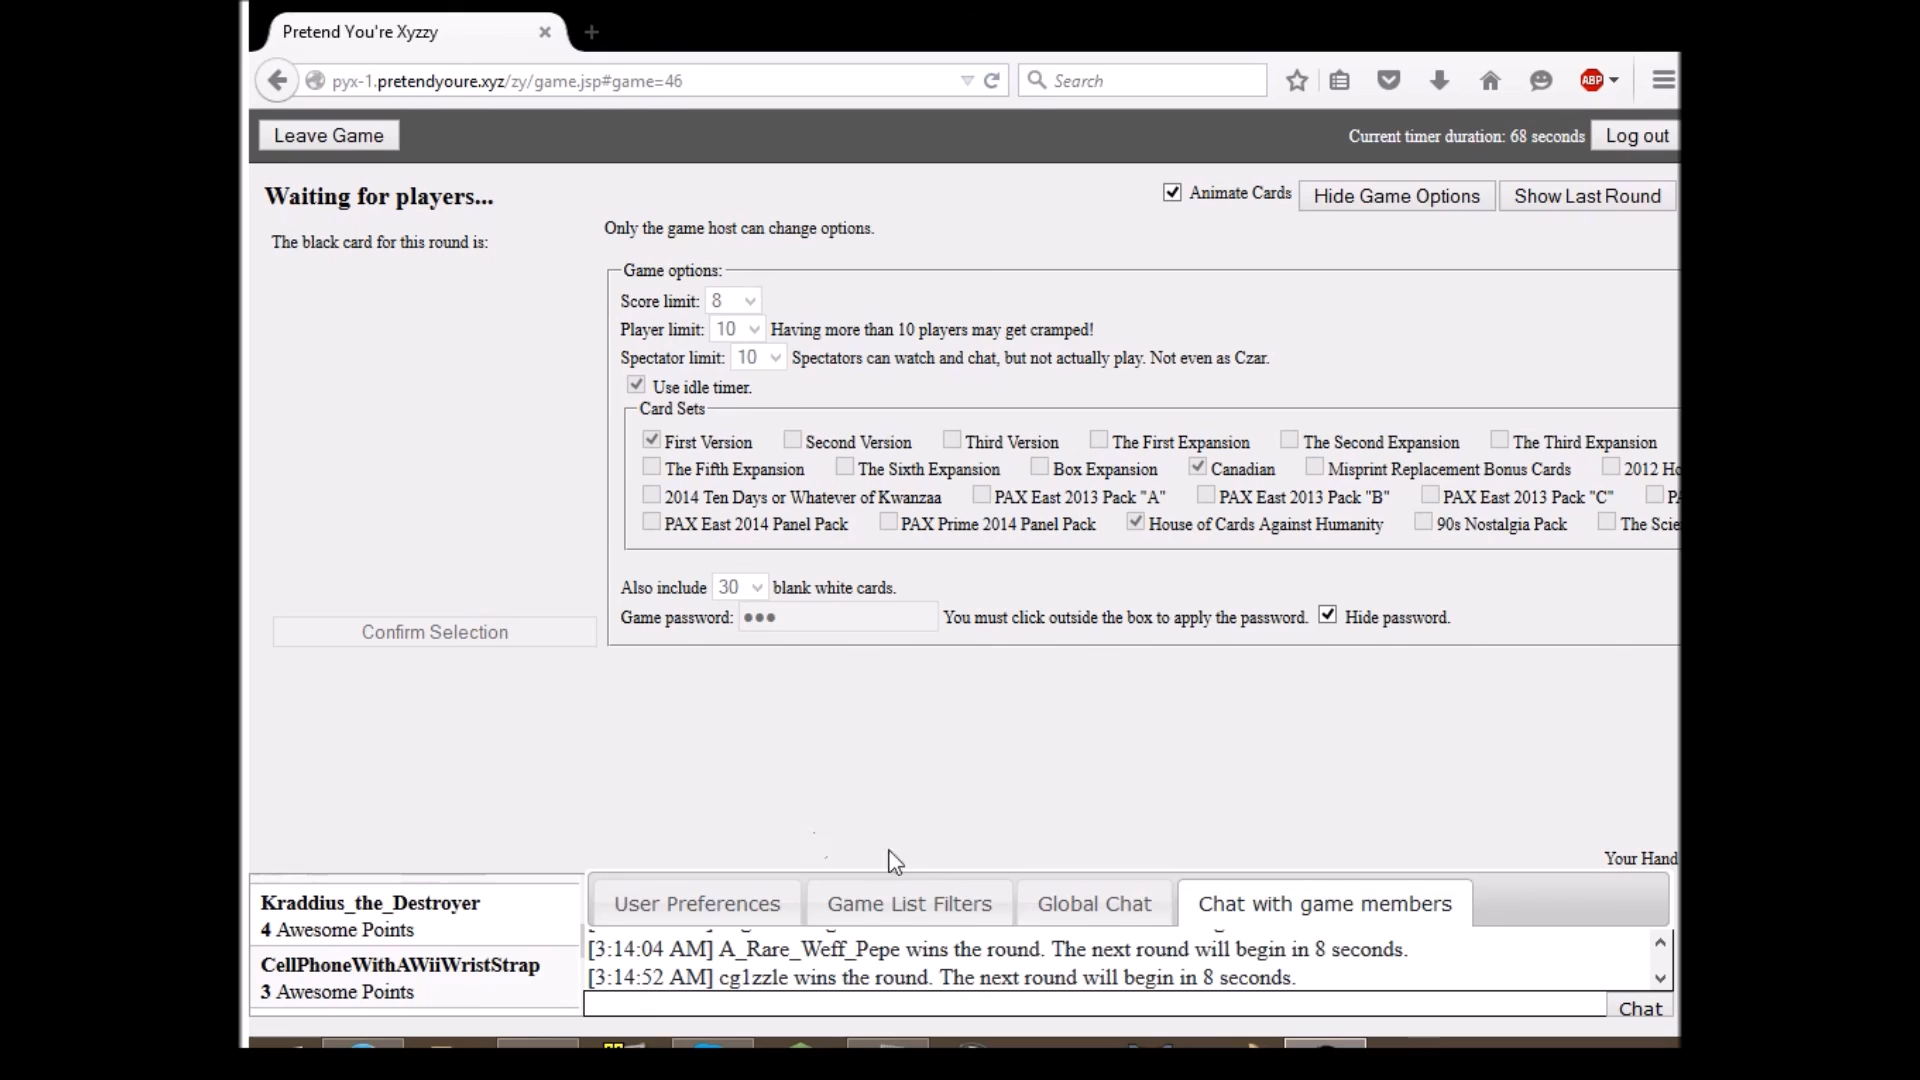 Pretend You're Xyzzy
pyx-1.pretendyoure.xyz/zy/game.jsp#game=46
Search
ABP
Leave Game
Current timer duration: 68 seconds
Log out
Waiting for players...
Animate Cards
Hide Game Options
Show Last Round
The black card for this round is:
Only the game host can change options.
Game options:
Score limit: 8
Player limit: 10 Having more than 10 players may get cramped!
Spectator limit: 10 Spectators can watch and chat, but not actually play. Not even as Czar.
Use idle timer.
Card Sets
First Version Second Version Third Version The First Expansion The Second Expansion The Third Expansion
The Fifth Expansion The Sixth Expansion Box Expansion Canadian Misprint Replacement Bonus Cards 2012
2014 Ten Days or Whatever of Kwanzaa PAX East 2013 Pack "A" PAX East 2013 Pack "B" PAX East 2013 Pack "C"
PAX East 2014 Panel Pack PAX Prime 2014 Panel Pack House of Cards Against Humanity 90s Nostalgia Pack The
Also include 30 blank white cards.
Game password: ●●● You must click outside the box to apply the password. Hide password.
Confirm Selection
Your Hand
Kraddius_the_Destroyer
4 Awesome Points
CellPhoneWithAWiiWristStrap
3 Awesome Points
User Preferences
Game List Filters
Global Chat
Chat with game members
[3:14:04 AM] A_Rare_Weff_Pepe wins the round. The next round will begin in 8 seconds.
[3:14:52 AM] cg1zzle wins the round. The next round will begin in 8 seconds.
Chat